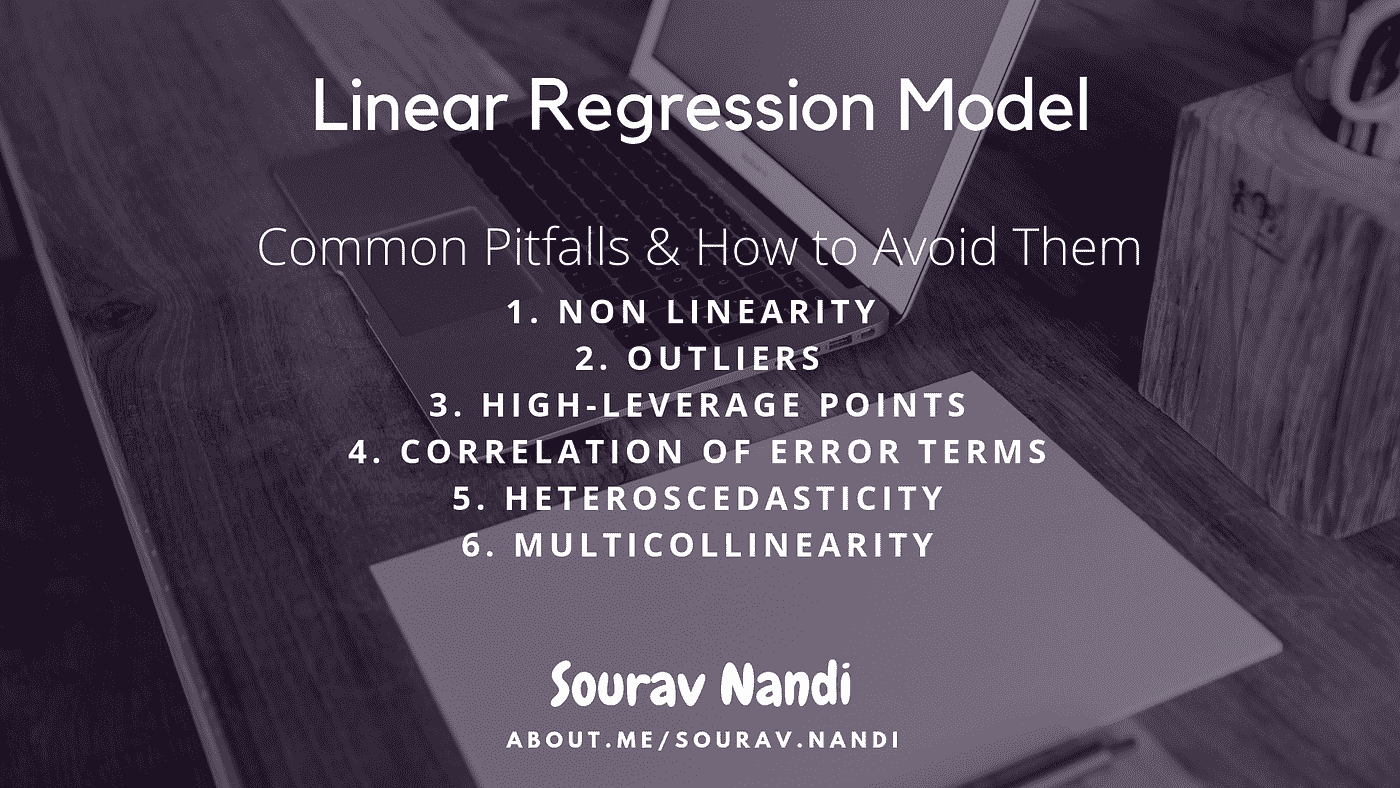 Linear Regression Model
Common Pitfalls & How to Avoid Them
1. NON LINEARITY
2. OUTLIERS
3. HIGH-LEVERAGE POINTS
4. CORRELATION OF ERROR TERMS
5. HETEROSCEDASTICITY
6. MULTICOLLINEARITY
Sourav Nandi
ABOUT.ME/SOURAV.NANDI